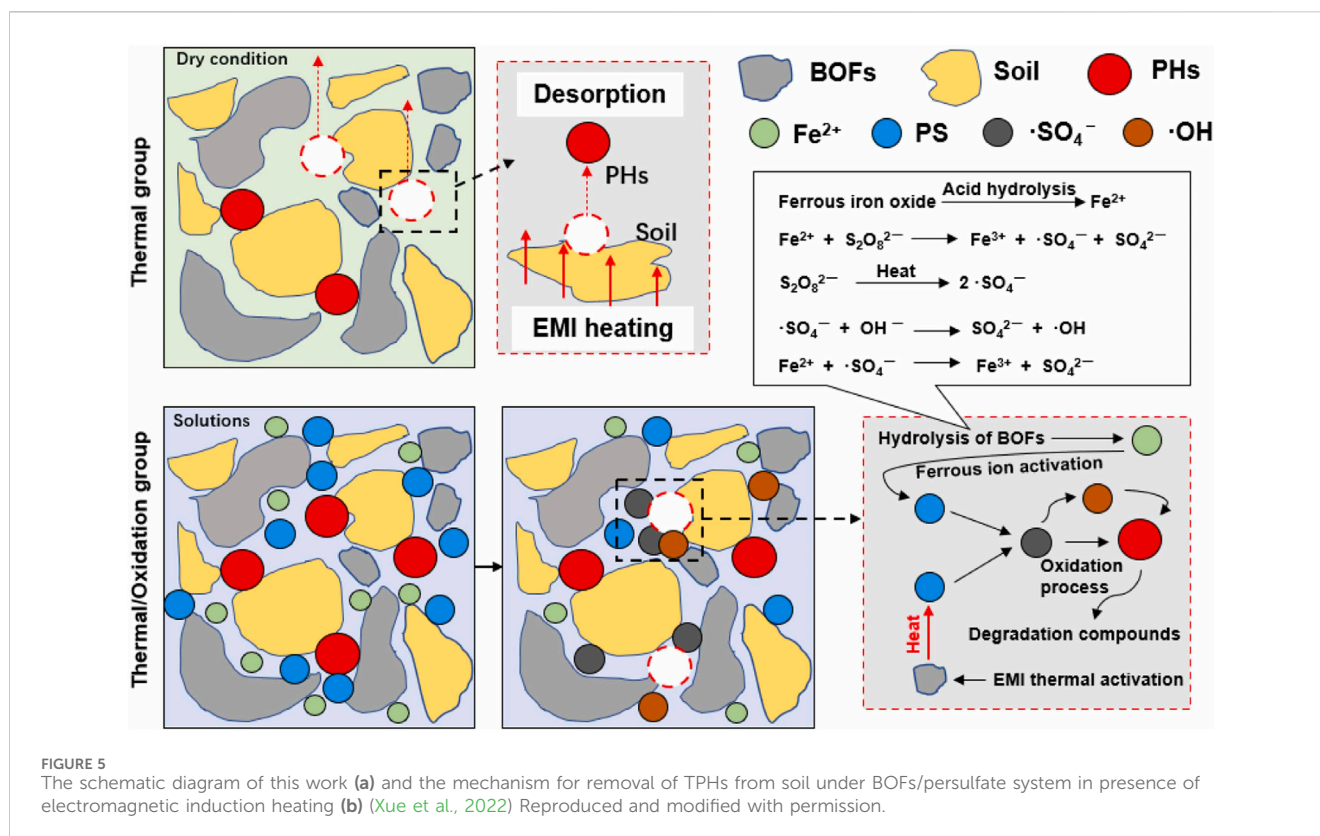 Thermal group
Dry condition
Desorption
PHs
Soil
EMI heating
BOFs
Soil
PHs
Fe²⁺
PS
·SO₄⁻
·OH
Ferrous iron oxide Acid hydrolysis → Fe²⁺
Fe²⁺ + S₂O₈²⁻ → Fe³⁺ + ·SO₄⁻ + SO₄²⁻
S₂O₈²⁻ Heat → 2 ·SO₄⁻
·SO₄⁻ + OH⁻ → SO₄²⁻ + ·OH
Fe²⁺ + ·SO₄⁻ → Fe³⁺ + SO₄²⁻
Thermal/Oxidation group
Solutions
Hydrolysis of BOFs
Ferrous ion activation
Oxidation
process
Degradation compounds
Heat
EMI thermal activation
FIGURE 5
The schematic diagram of this work (a) and the mechanism for removal of TPHs from soil under BOFs/persulfate system in presence of
electromagnetic induction heating (b) (Xue et al., 2022) Reproduced and modified with permission.